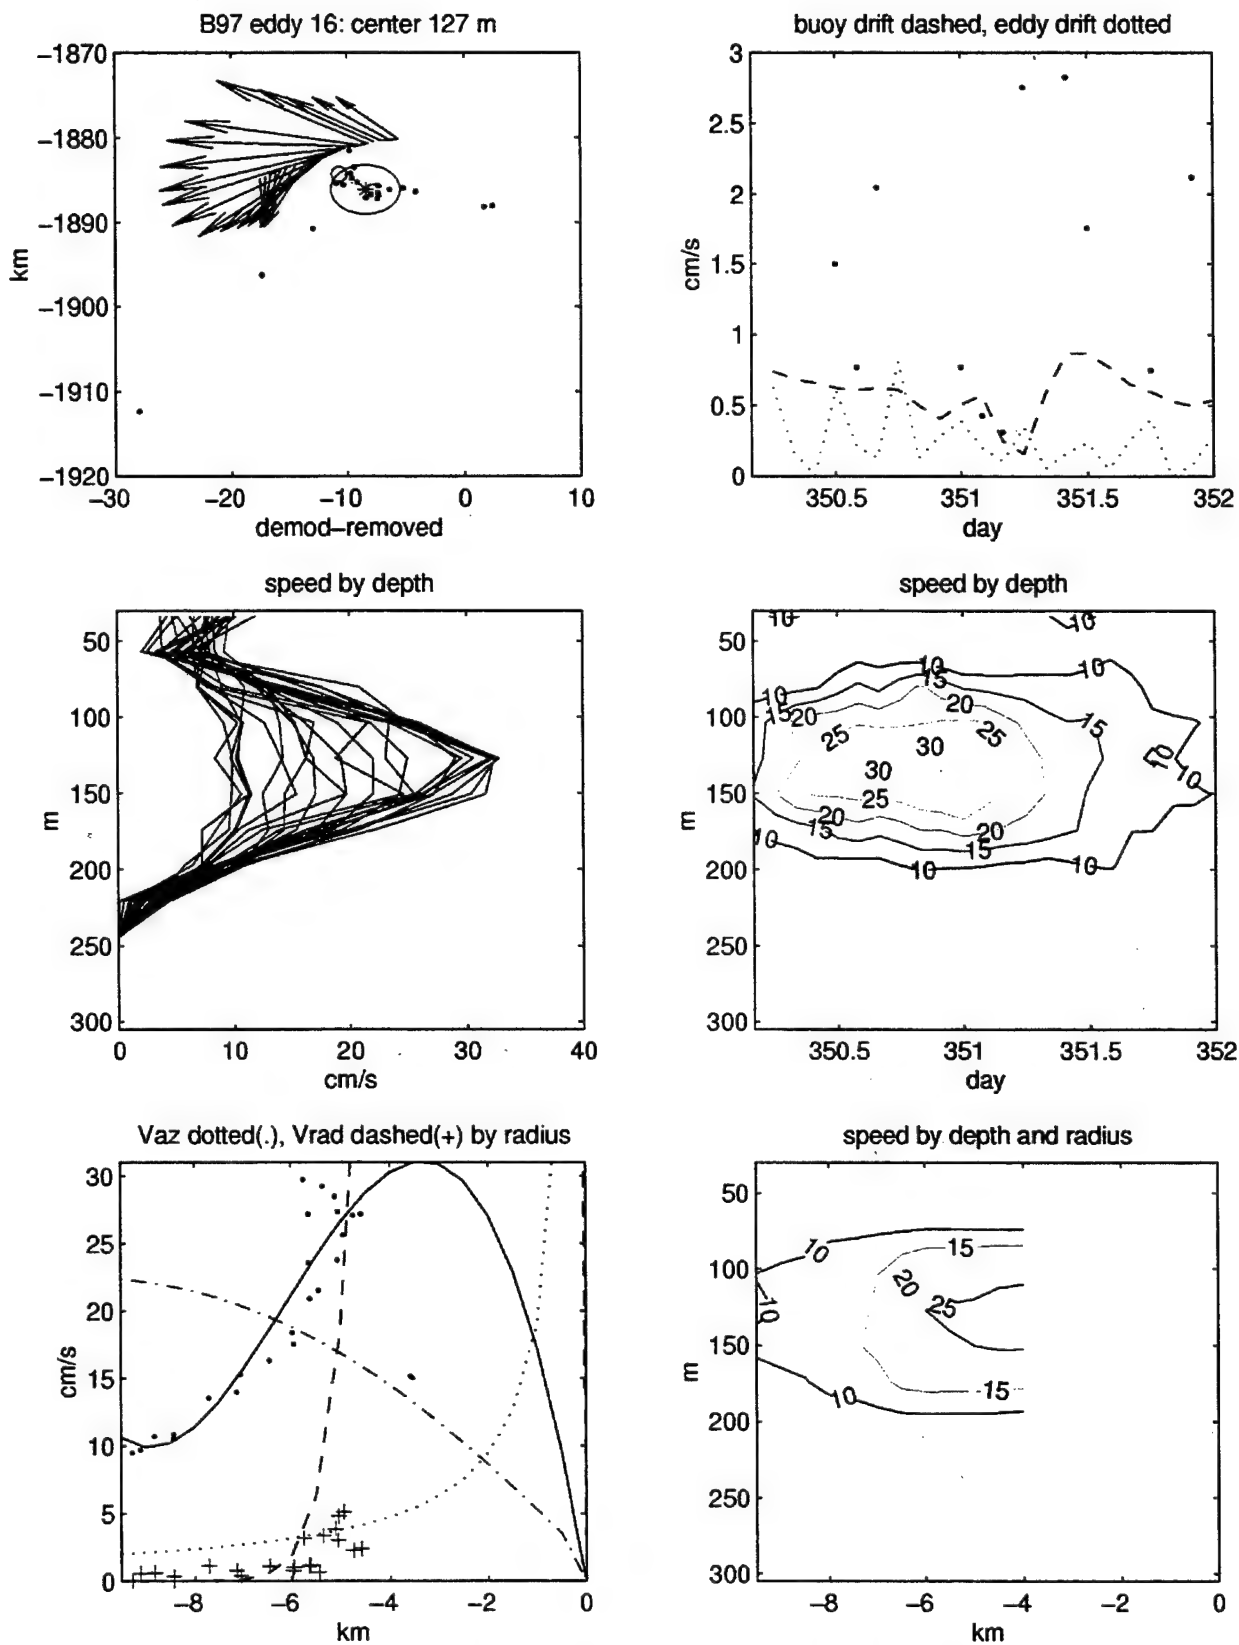 B97 eddy 16: center 127 m
−1870
−1880
−1890
−1900
−1910
−1920
km
−30 −20 −10 0 10
demod−removed
buoy drift dashed, eddy drift dotted
3
2.5
2
1.5
1
0.5
0
cm/s
350.5 351 351.5 352
day
speed by depth
50
100
150
200
250
300
m
0 10 20 30 40
cm/s
speed by depth
50
100
150
200
250
300
m
10 10
10
15
10
15 20 20 15
25 25
30
30
10
10
25
20 20
10 15 15
10 10
350.5 351 351.5 352
day
Vaz dotted(.), Vrad dashed(+) by radius
30
25
20
15
10
5
0
cm/s
−8 −6 −4 −2 0
km
speed by depth and radius
50
100
150
200
250
300
m
10 15
20
10 25
10 15
−8 −6 −4 −2 0
km